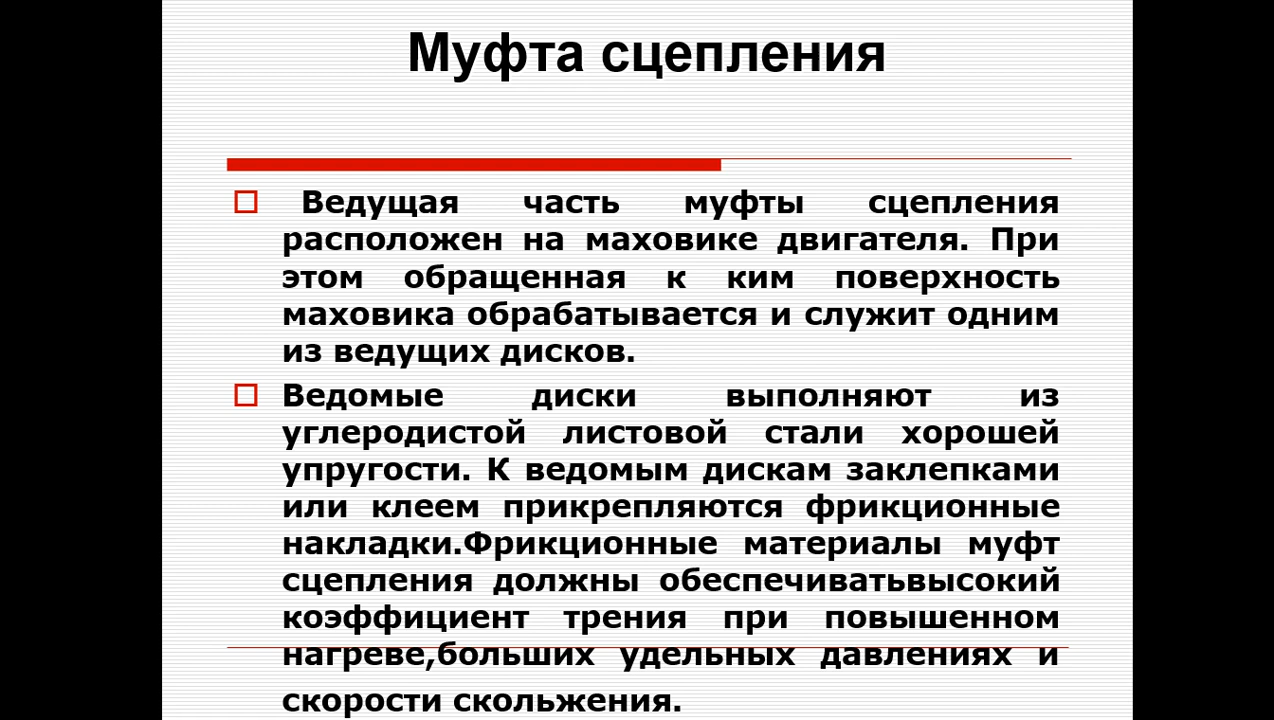 Муфта сцепления
Ведущая часть муфты сцепления
расположен на маховике двигателя. При
этом обращенная к ким поверхность
маховика обрабатывается и служит одним
из ведущих дисков.
Ведомые диски выполняют из
углеродистой листовой стали хорошей
упругости. К ведомым дискам заклепками
или клеем прикрепляются фрикционные
накладки.Фрикционные материалы муфт
сцепления должны обеспечиватьвысокий
коэффициент трения при повышенном
нагреве,больших удельных давлениях и
скорости скольжения.